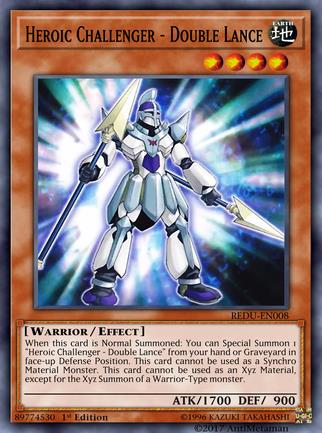 HEROIC CHALLENGER - DOUBLE LANCE
EARTH
地
REDU-EN008
[WARRIOR / EFFECT]
When this card is Normal Summoned: You can Special Summon 1
"Heroic Challenger - Double Lance" from your hand or Graveyard in
face-up Defense Position. This card cannot be used as a Synchro
Material Monster. This card cannot be used as an Xyz Material,
except for the Xyz Summon of a Warrior-Type monster.
ATK/1700 DEF/ 900
89774530 1st Edition ©1996 KAZUKI TAKAHASHI
©2017 AntiMetaman